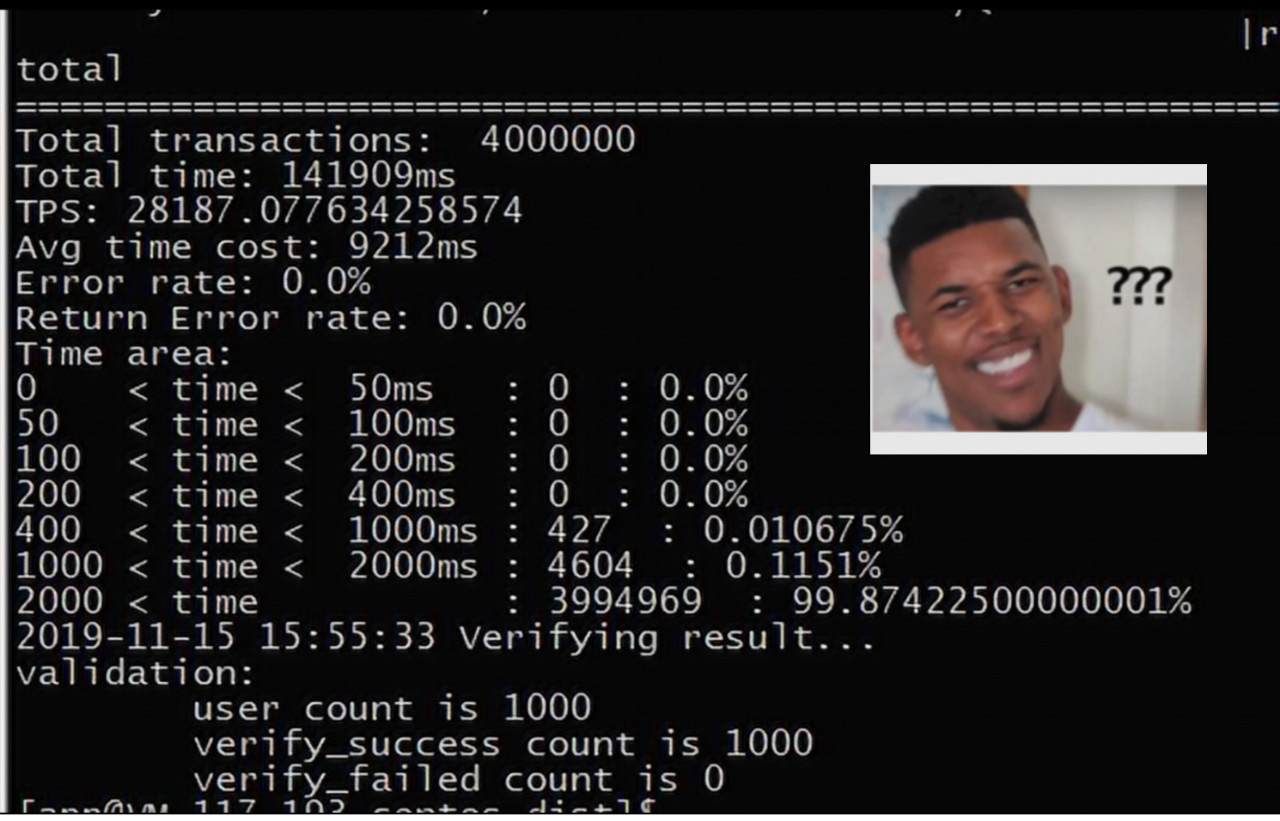 |r
total
==========================================================
Total transactions:  4000000
Total time: 141909ms
TPS: 28187.077634258574
Avg time cost: 9212ms
Error rate: 0.0%
Return Error rate: 0.0%
Time area:
0    < time <  50ms   : 0  : 0.0%
50   < time <  100ms  : 0  : 0.0%
100  < time <  200ms  : 0  : 0.0%
200  < time <  400ms  : 0  : 0.0%
400  < time <  1000ms : 427  : 0.010675%
1000 < time <  2000ms : 4604  : 0.1151%
2000 < time           : 3994969  : 99.87422500000001%
2019-11-15 15:55:33 Verifying result...
validation:
        user count is 1000
        verify_success count is 1000
        verify_failed count is 0
???